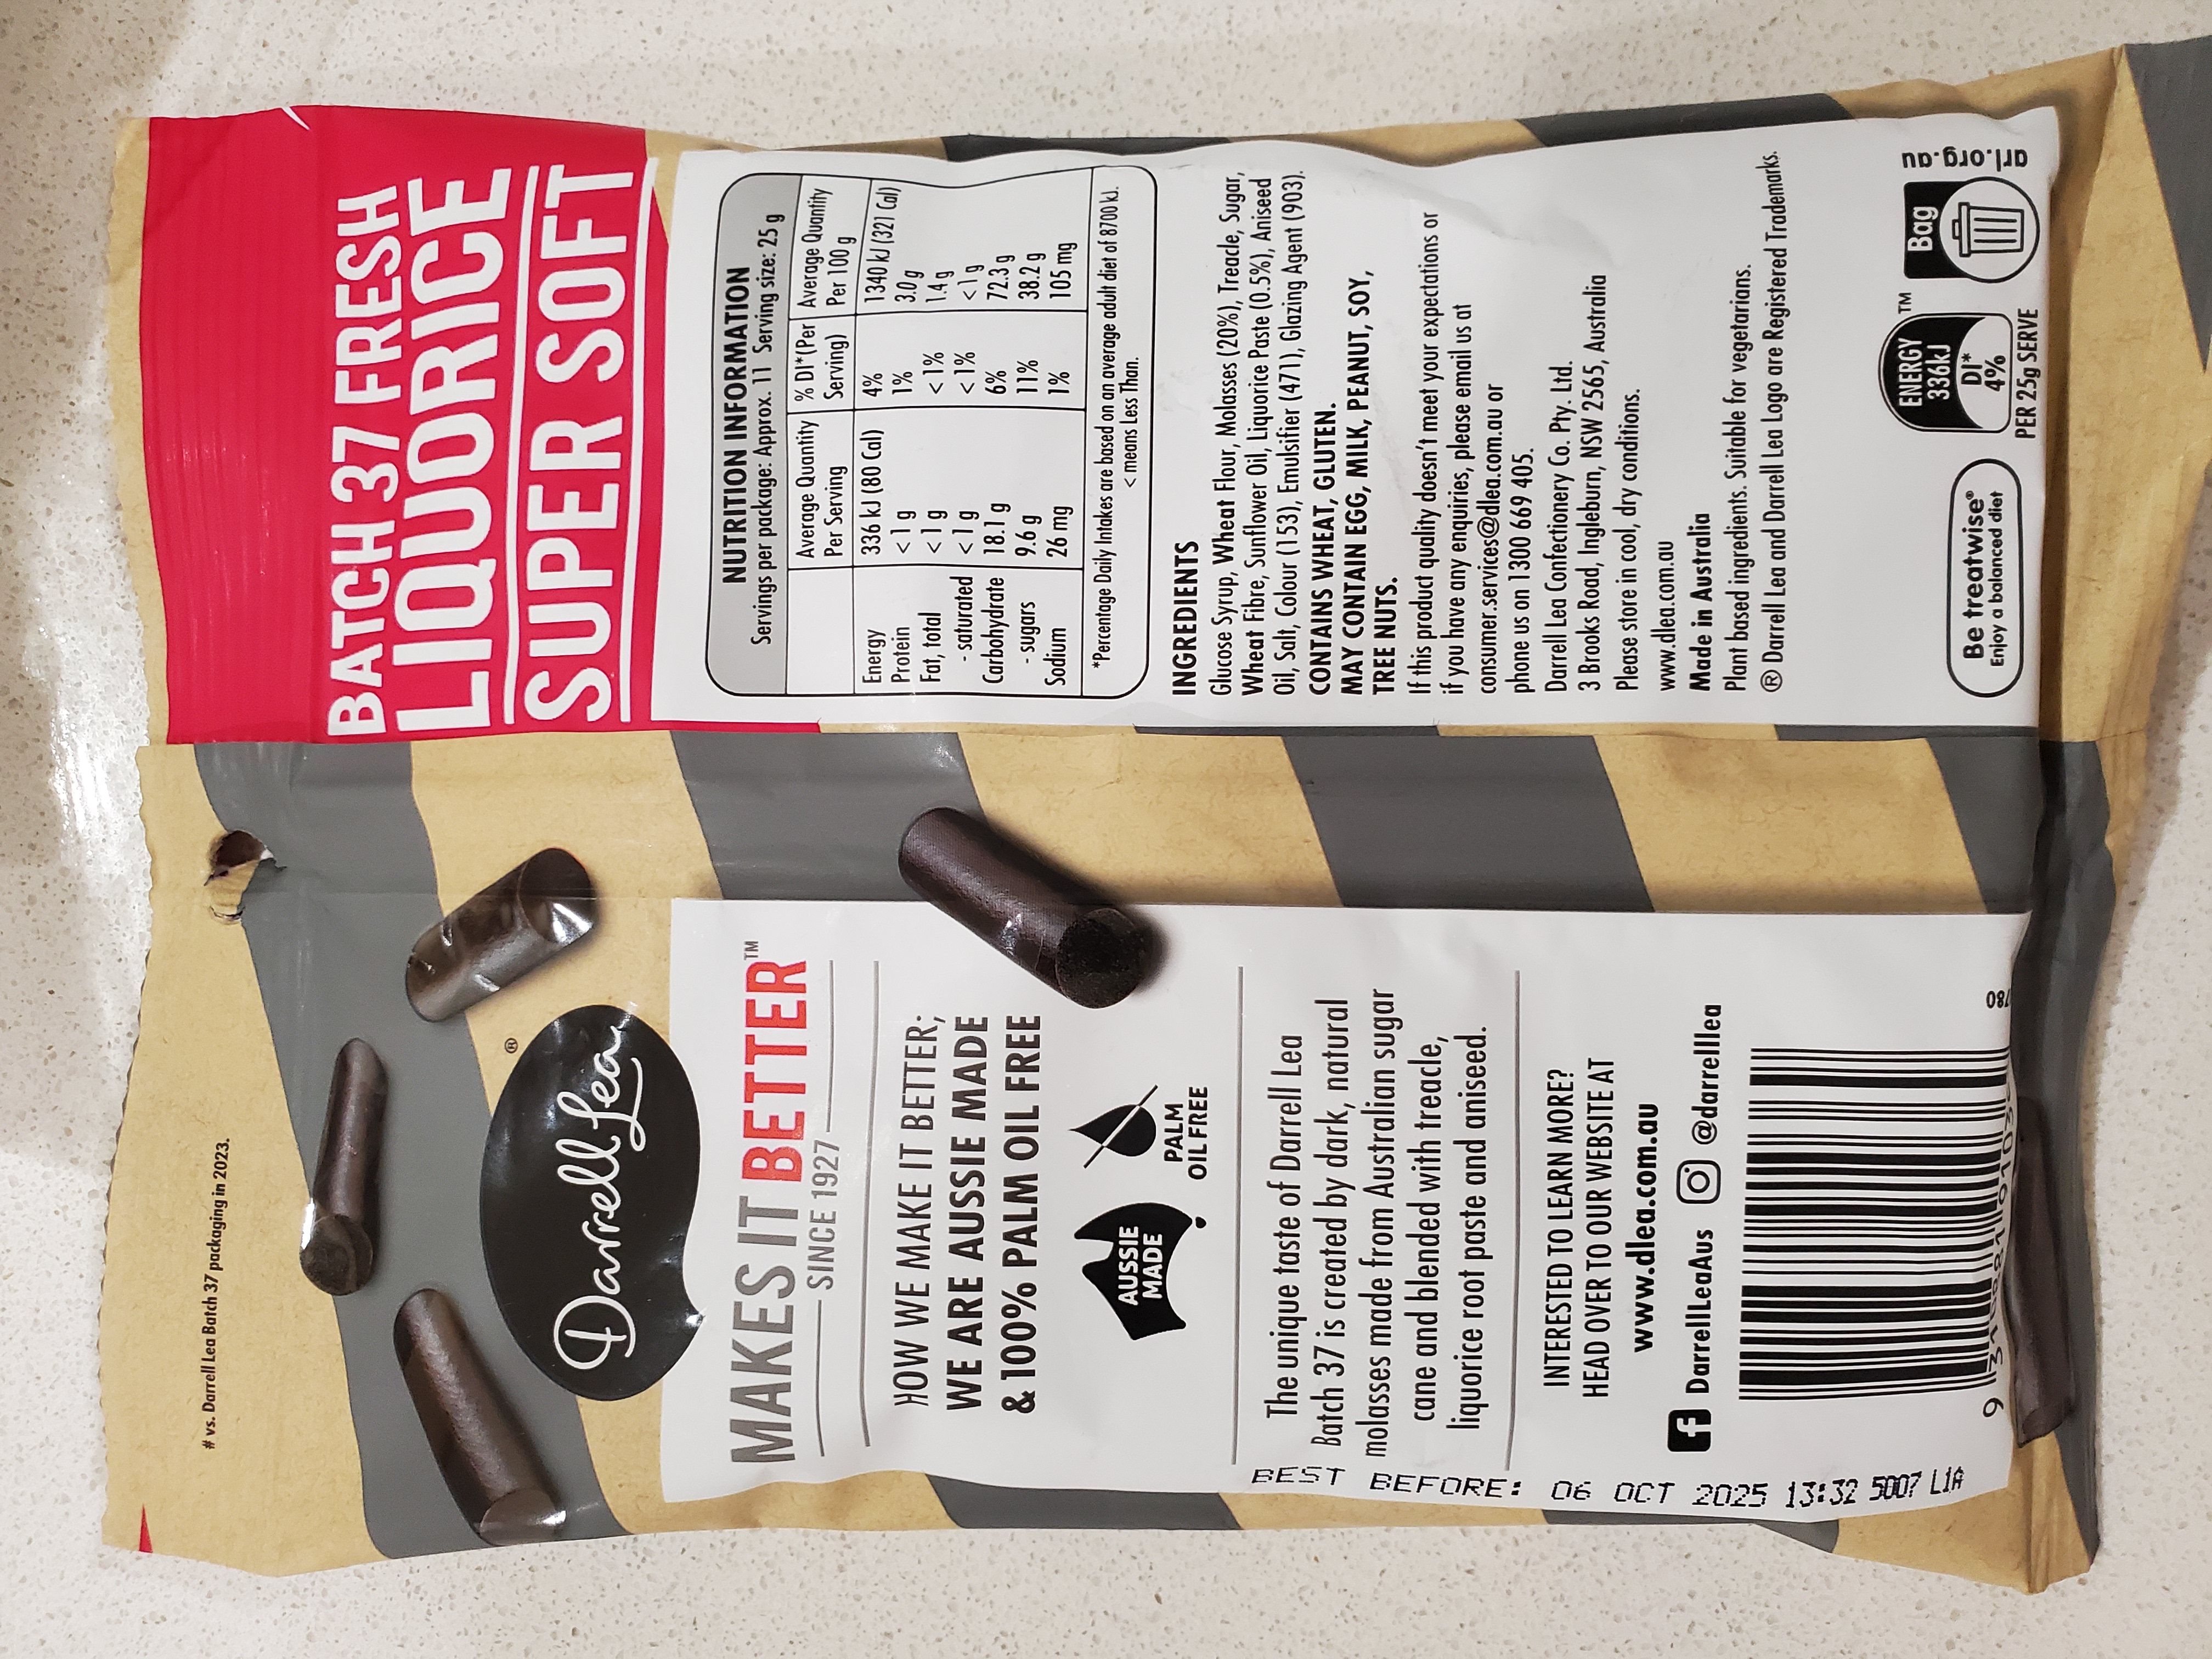 # vs. Darrell Lea Batch 37 packaging in 2023.
Darrell Lea ®
MAKES IT BETTER™
SINCE 1927
HOW WE MAKE IT BETTER;
WE ARE AUSSIE MADE
& 100% PALM OIL FREE
AUSSIE
MADE
PALM
OIL FREE
The unique taste of Darrell Lea
Batch 37 is created by dark, natural
molasses made from Australian sugar
cane and blended with treacle,
liquorice root paste and aniseed.
INTERESTED TO LEARN MORE?
HEAD OVER TO OUR WEBSITE AT
www.dlea.com.au
DarrellLeaAus @darrelllea
BEST BEFORE: 06 OCT 2025 13:32 5007 L1A
BATCH 37 FRESH
LIQUORICE
SUPER SOFT
NUTRITION INFORMATION
Servings per package: Approx. 11 Serving size: 25 g
Average Quantity Per Serving % DI*(Per Serving) Average Quantity Per 100 g
Energy 336 kJ (80 Cal) 4% 1340 kJ (321 Cal)
Protein <1 g 1% 3.0 g
Fat, total <1 g <1% 1.4 g
- saturated <1 g <1% <1 g
Carbohydrate 18.1 g 6% 72.3 g
- sugars 9.6 g 11% 38.2 g
Sodium 26 mg 1% 105 mg
*Percentage Daily Intakes are based on an average adult diet of 8700 kJ.
< means Less Than.
INGREDIENTS
Glucose Syrup, Wheat Flour, Molasses (20%), Treacle, Sugar,
Wheat Fibre, Sunflower Oil, Liquorice Paste (0.5%), Aniseed
Oil, Salt, Colour (153), Emulsifier (471), Glazing Agent (903).
CONTAINS WHEAT, GLUTEN.
MAY CONTAIN EGG, MILK, PEANUT, SOY,
TREE NUTS.
If this product quality doesn't meet your expectations or
if you have any enquiries, please email us at
consumer.services@dlea.com.au or
phone us on 1300 669 405.
Darrell Lea Confectionery Co. Pty. Ltd.
3 Brooks Road, Ingleburn, NSW 2565, Australia
Please store in cool, dry conditions.
www.dlea.com.au
Made in Australia
Plant based ingredients. Suitable for vegetarians.
® Darrell Lea and Darrell Lea Logo are Registered Trademarks.
Be treatwise®
Enjoy a balanced diet
ENERGY™
336kJ
DI*
4%
PER 25g SERVE
Bag
arl.org.au